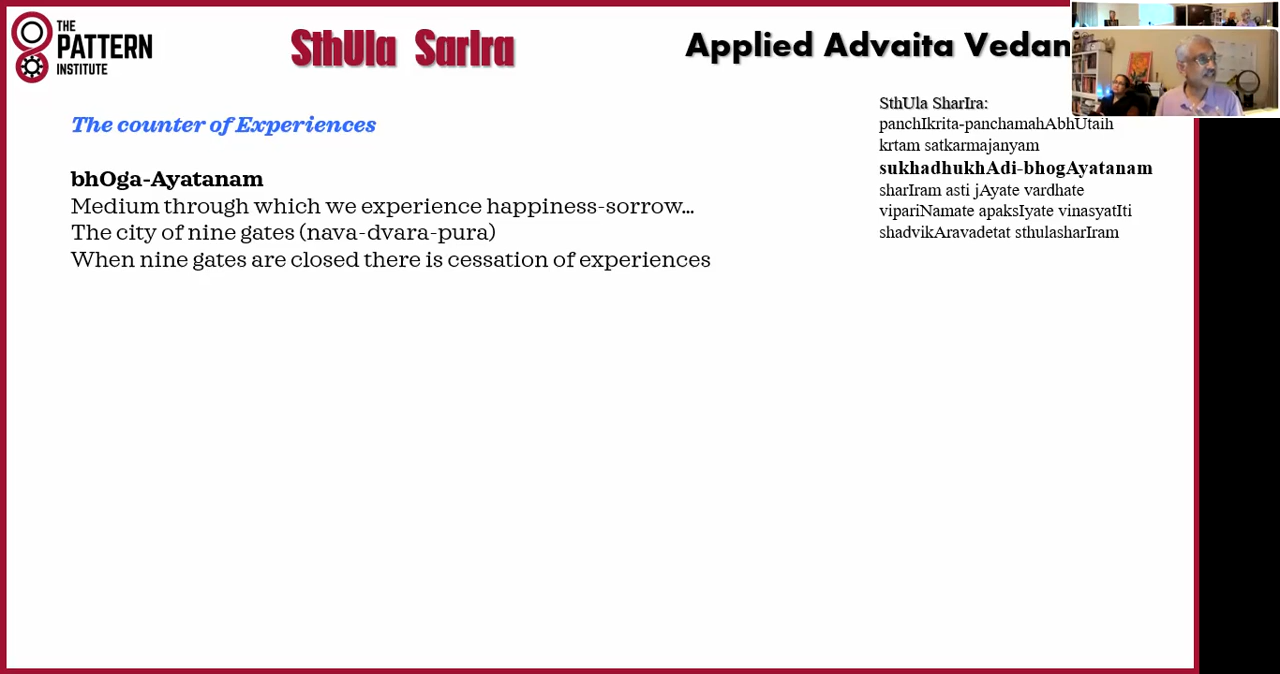 THE
PATTERN
INSTITUTE
SthUla SarIra
Applied Advaita
The counter of Experiences
bhOga-Ayatanam
Medium through which we experience happiness-sorrow...
The city of nine gates (nava-dvara-pura)
When nine gates are closed there is cessation of experiences
SthUla SharIra:
panchIkrita-panchamahAbhUtaih
krtam satkarmajanyam
sukhadhukhAdi-bhogAyatanam
sharIram asti jAyate vardhate
vipariNamate apaksIyate vinasyatIti
shadvikAravadetat sthulasharIram